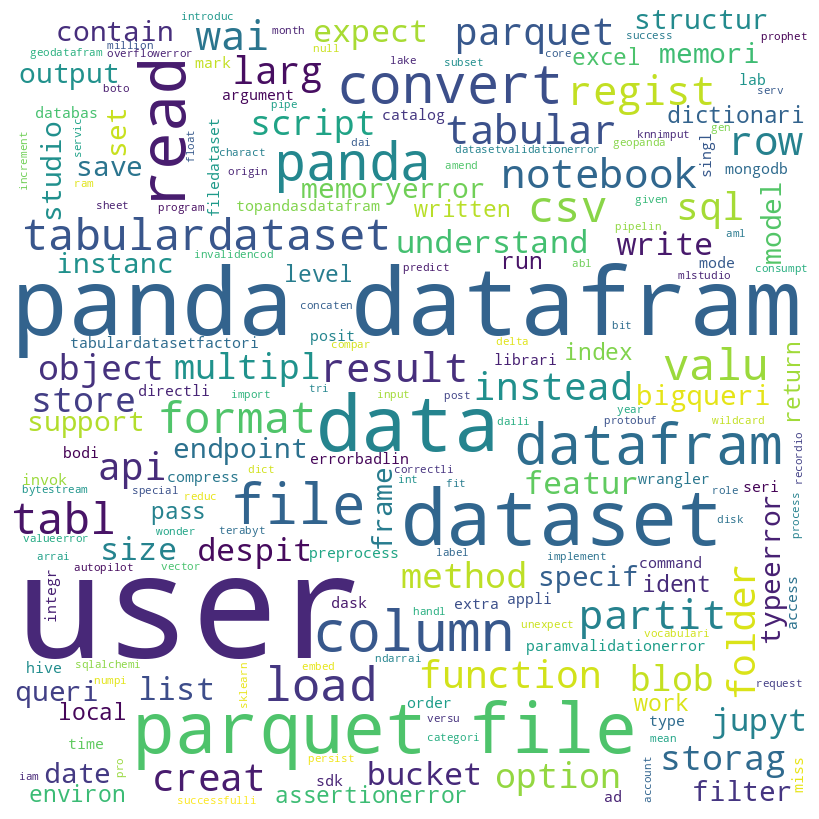 introduc
contain
wai
expect
parquet
structur
million
overflowerror
month
null
core
success
prophet
geodatafram
mark
lake
subset
excel
memori
output
boto
read
larg
convert
regist
lab
serv
argument
pipe
catalog
databas
set
script
dai
knnimput
gen
dictionari
float
filedataset
charact
tabular
datasetvalidationerror
geopanda
row
increment
studio
servic
save
panda
origin
amend
notebook
singl
mongodb
ram
memoryerror
given
sheet
program
topandasdatafram
written
csv
sql
pipelin
aml
model
tabulardataset
understand
write
instanc
invalidencod
level
predict
run
mode
abl
mlstudio
consumpt
panda datafram
concaten
bit
tabulardatasetfactori
posit
compar
delta
object
multipl
result
librari
index
valu
return
store
directli
import
tri
input
post
instead
year
bigqueri
support
format
data
daili
protobuf
wildcard
bodi
endpoint
errorbadlin
datafram
invok
api
compress
dict
correctli
wrangler
seri
recordio
bytestream
special
reduc
file
frame
int
fit
featur
role
process
tabl
pass
terabyt
dataset
disk
valueerror
wonder
size
despit
preprocess
label
implement
typeerror
arrai
vector
integr
autopilot
method
specif
command
ident
access
user
dask
handl
extra
appli
column
unexpect
partit
vocabulari
folder
hive
sqlalchemi
embed
ndarrai
paramvalidationerror
queri
numpi
list
sklearn
load
function
blob
request
local
order
work
parquet file
versu
type
jupyt
time
categori
mean
iam
date
pro
creat
persist
bucket
option
storag
account
miss
environ
successfulli
sdk
assertionerror
ad
filter